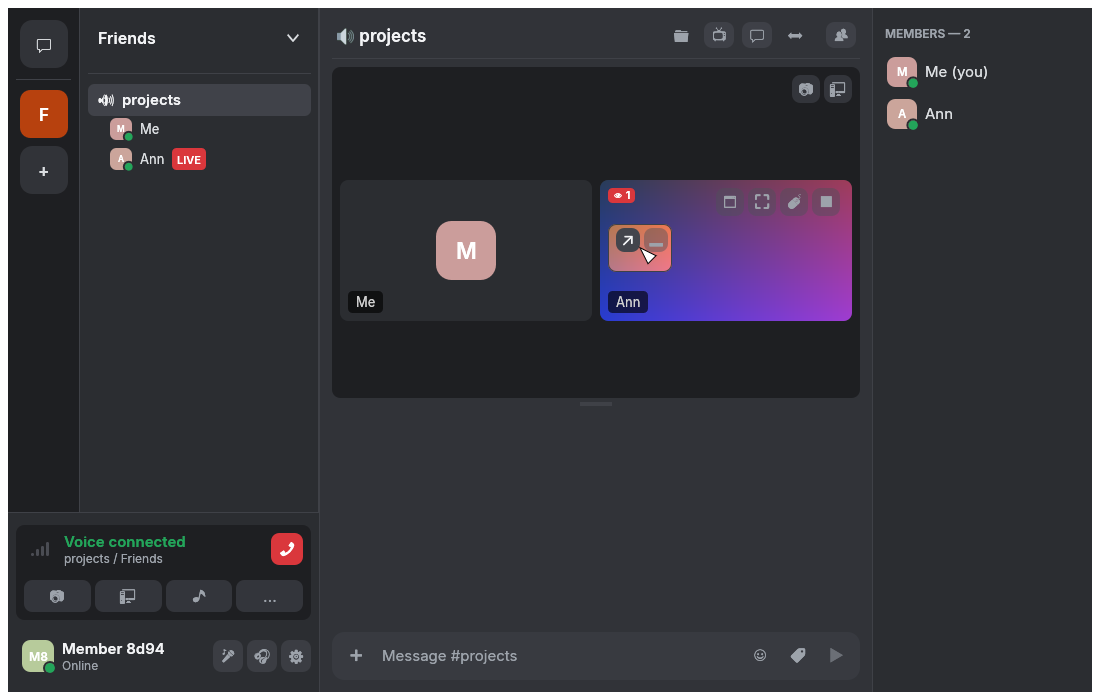 Friends
F
+
projects
M
Me
A
Ann
LIVE
Voice connected
projects / Friends
...
M8
Member 8d94
Online
projects
M
Me
1
Ann
+
Message #projects
MEMBERS — 2
M
Me (you)
A
Ann